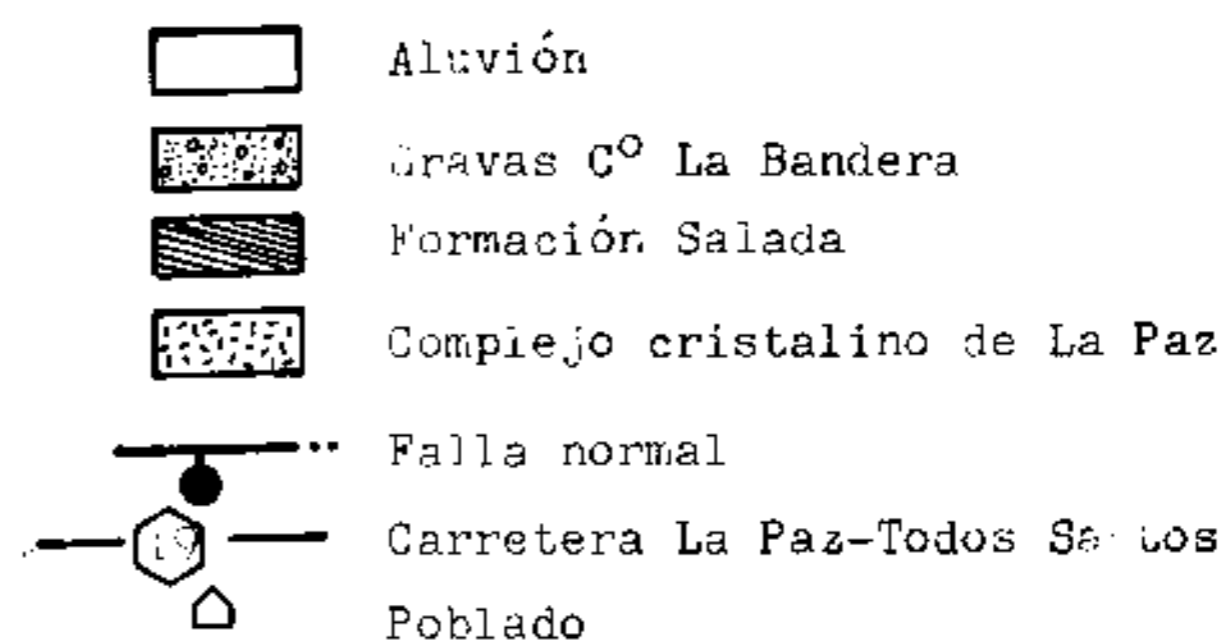 Aluvión
Gravas Cº La Bandera
Formación Salada
Complejo cristalino de La Paz
Falla normal
Carretera La Paz-Todos Santos
Poblado